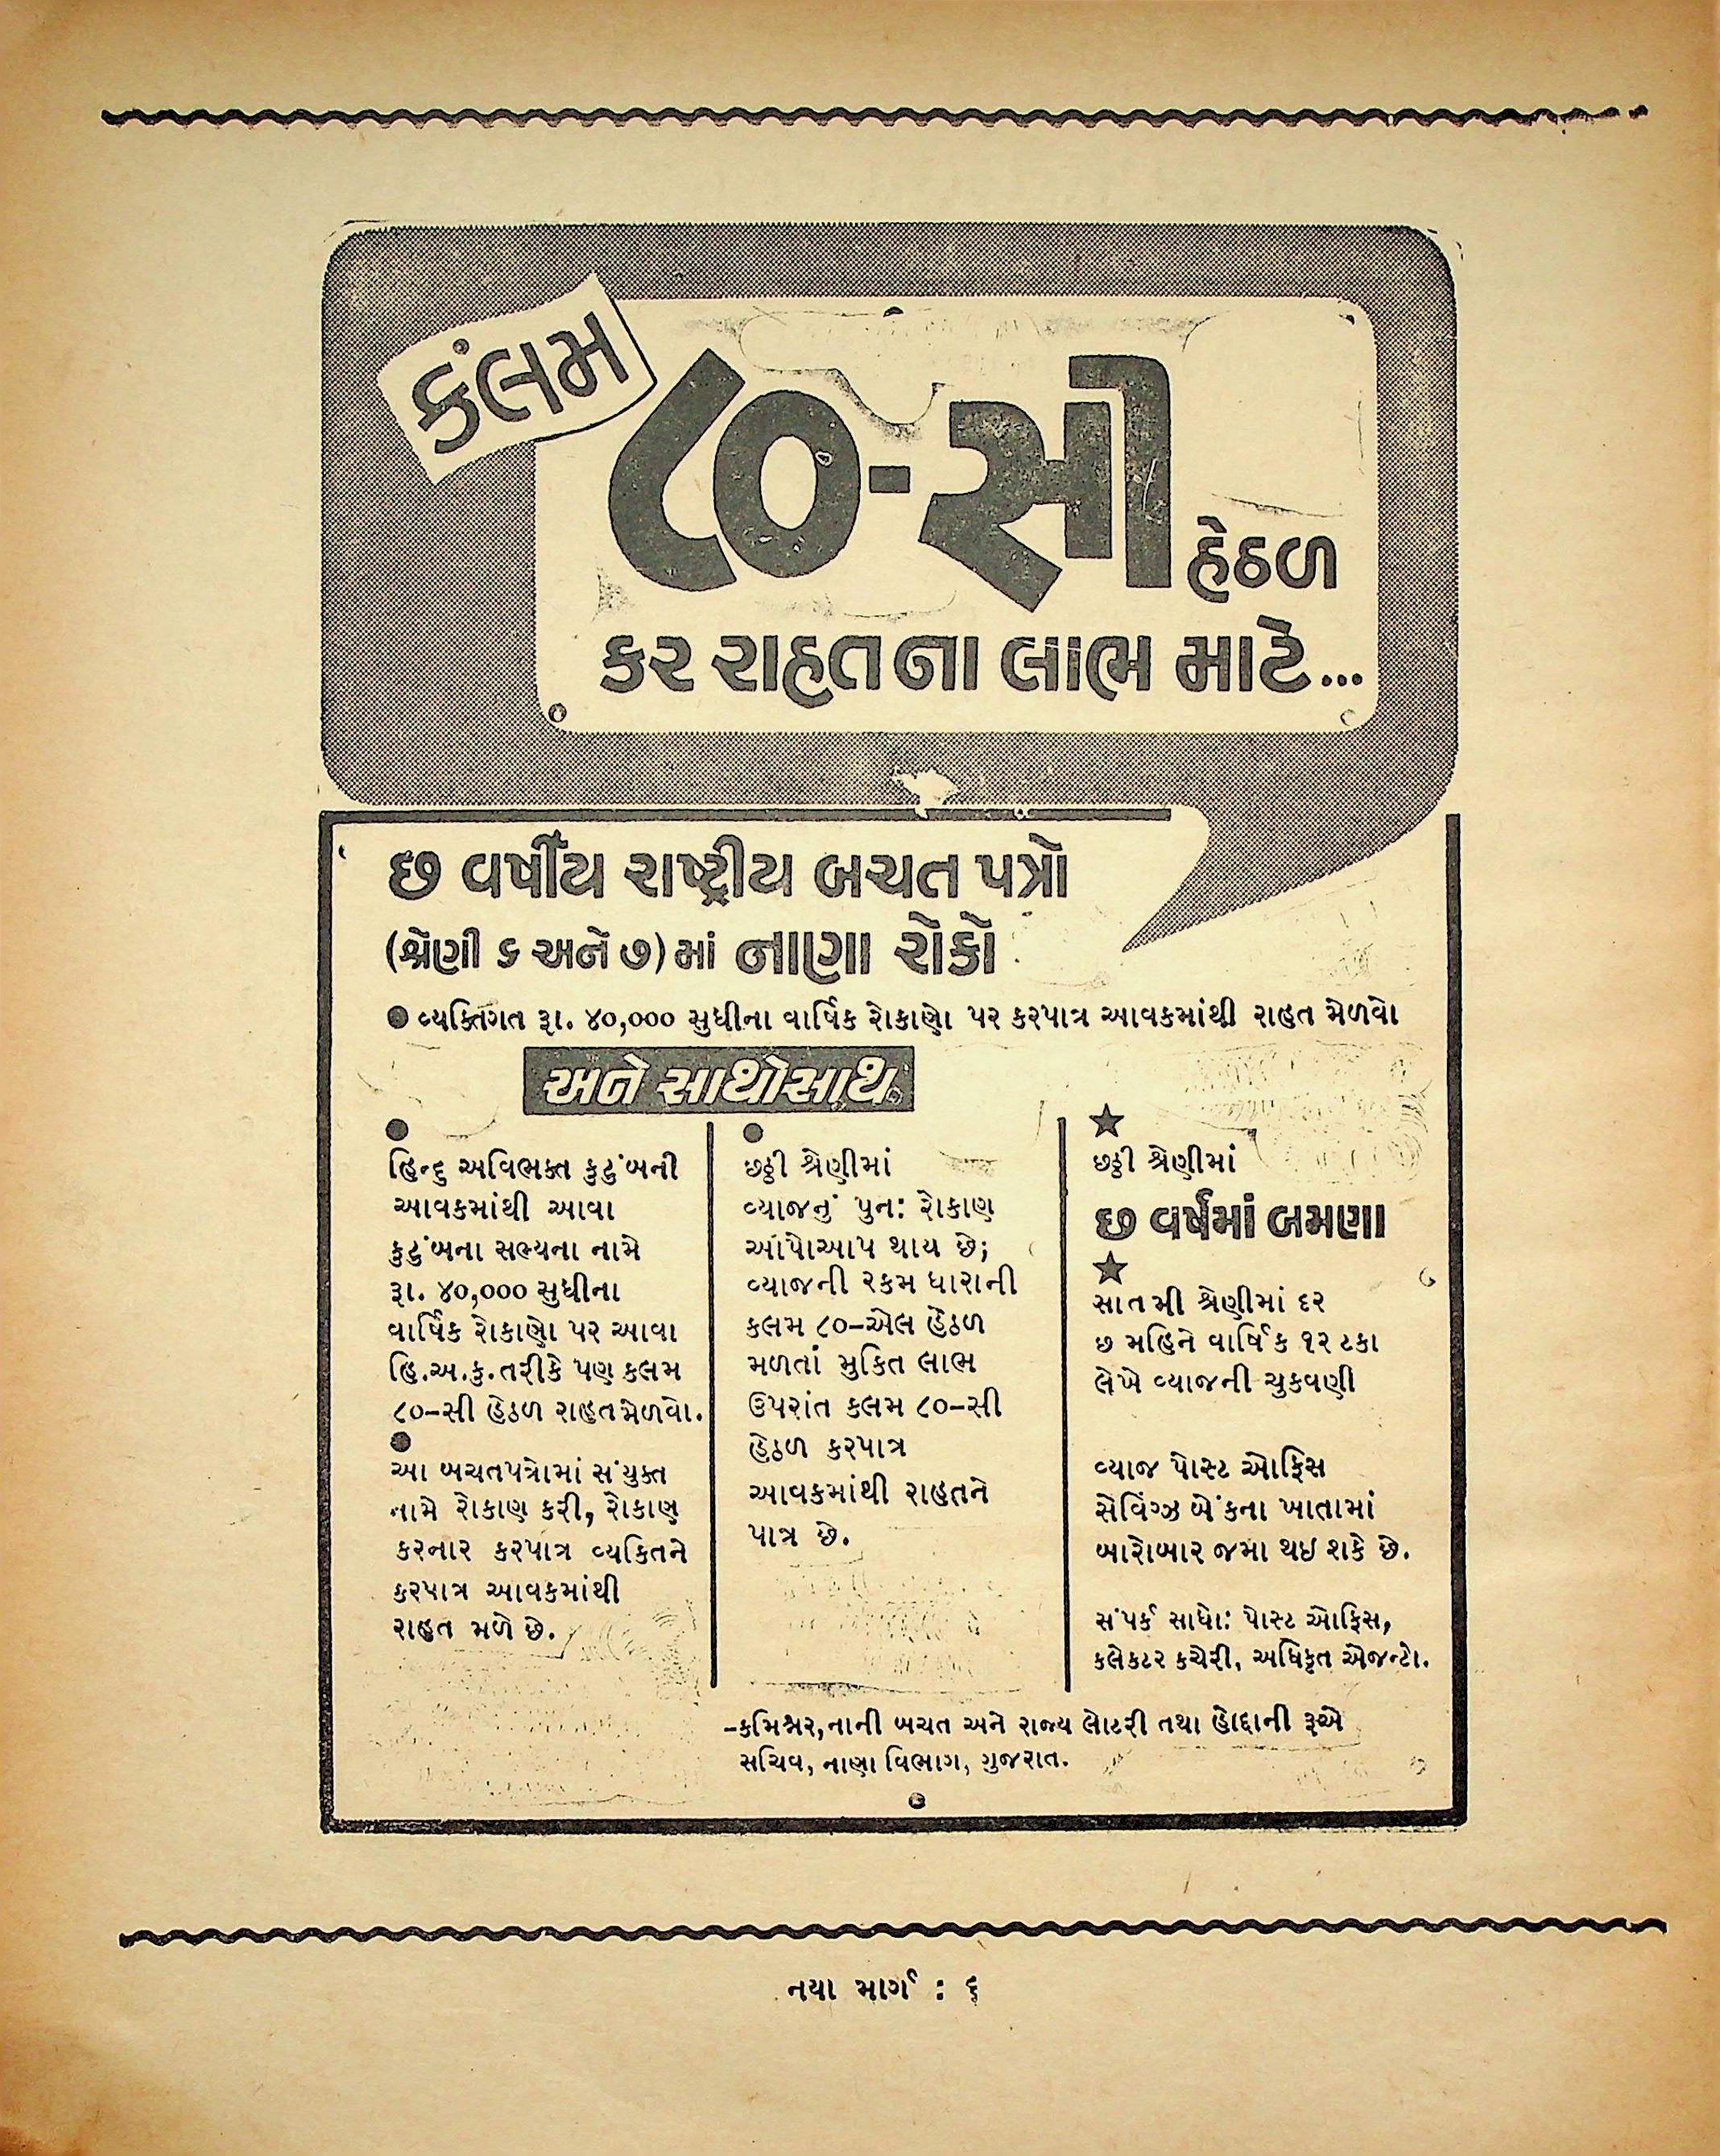 કલમ
૮૦-સી હેઠળ
કર રાહતના લાભ માટે...
છ વર્ષીય રાષ્ટ્રીય બચત પત્રો
(શ્રેણી ૬ અને ૭)માં નાણા રોકો
● વ્યક્તિગત રૂા. ૪૦,૦૦૦ સુધીના વાર્ષિક રોકાણો પર કરપાત્ર આવકમાંથી રાહત મેળવો
અને સાથોસાથ
●
હિન્દુ અવિભક્ત કુટુંબની
આવકમાંથી આવા
કુટુંબના સભ્યના નામે
રૂા. ૪૦,૦૦૦ સુધીના
વાર્ષિક રોકાણો પર આવા
હિ.અ.કુ.તરીકે પણ કલમ
૮૦-સી હેઠળ રાહત મેળવો.
●
આ બચતપત્રોમાં સંયુક્ત
નામે રોકાણ કરી, રોકાણ
કરનાર કરપાત્ર વ્યકિતને
કરપાત્ર આવકમાંથી
રાહત મળે છે.
●
છઠ્ઠી શ્રેણીમાં
વ્યાજનું પુન: રોકાણ
આપોઆપ થાય છે;
વ્યાજની રકમ ધારાની
કલમ ૮૦-એલ હેઠળ
મળતાં મુકિત લાભ
ઉપરાંત કલમ ૮૦-સી
હેઠળ કરપાત્ર
આવકમાંથી રાહતને
પાત્ર છે.
★
છઠ્ઠી શ્રેણીમાં
છ વર્ષમાં બમણા
★
સાતમી શ્રેણીમાં દર
છ મહિને વાર્ષિક ૧૨ ટકા
લેખે વ્યાજની ચુકવણી
વ્યાજ પોસ્ટ ઓફિસ
સેવિંગ્ઝ બેંકના ખાતામાં
બારોબાર જમા થઇ શકે છે.
સંપર્ક સાધો: પોસ્ટ ઓફિસ,
કલેકટર કચેરી, અધિકૃત એજન્ટો.
-કમિશ્નર, નાની બચત અને રાજ્ય લોટરી તથા હોદ્દાની રૂએ
સચિવ, નાણા વિભાગ, ગુજરાત.
નયા માર્ગ : ૬